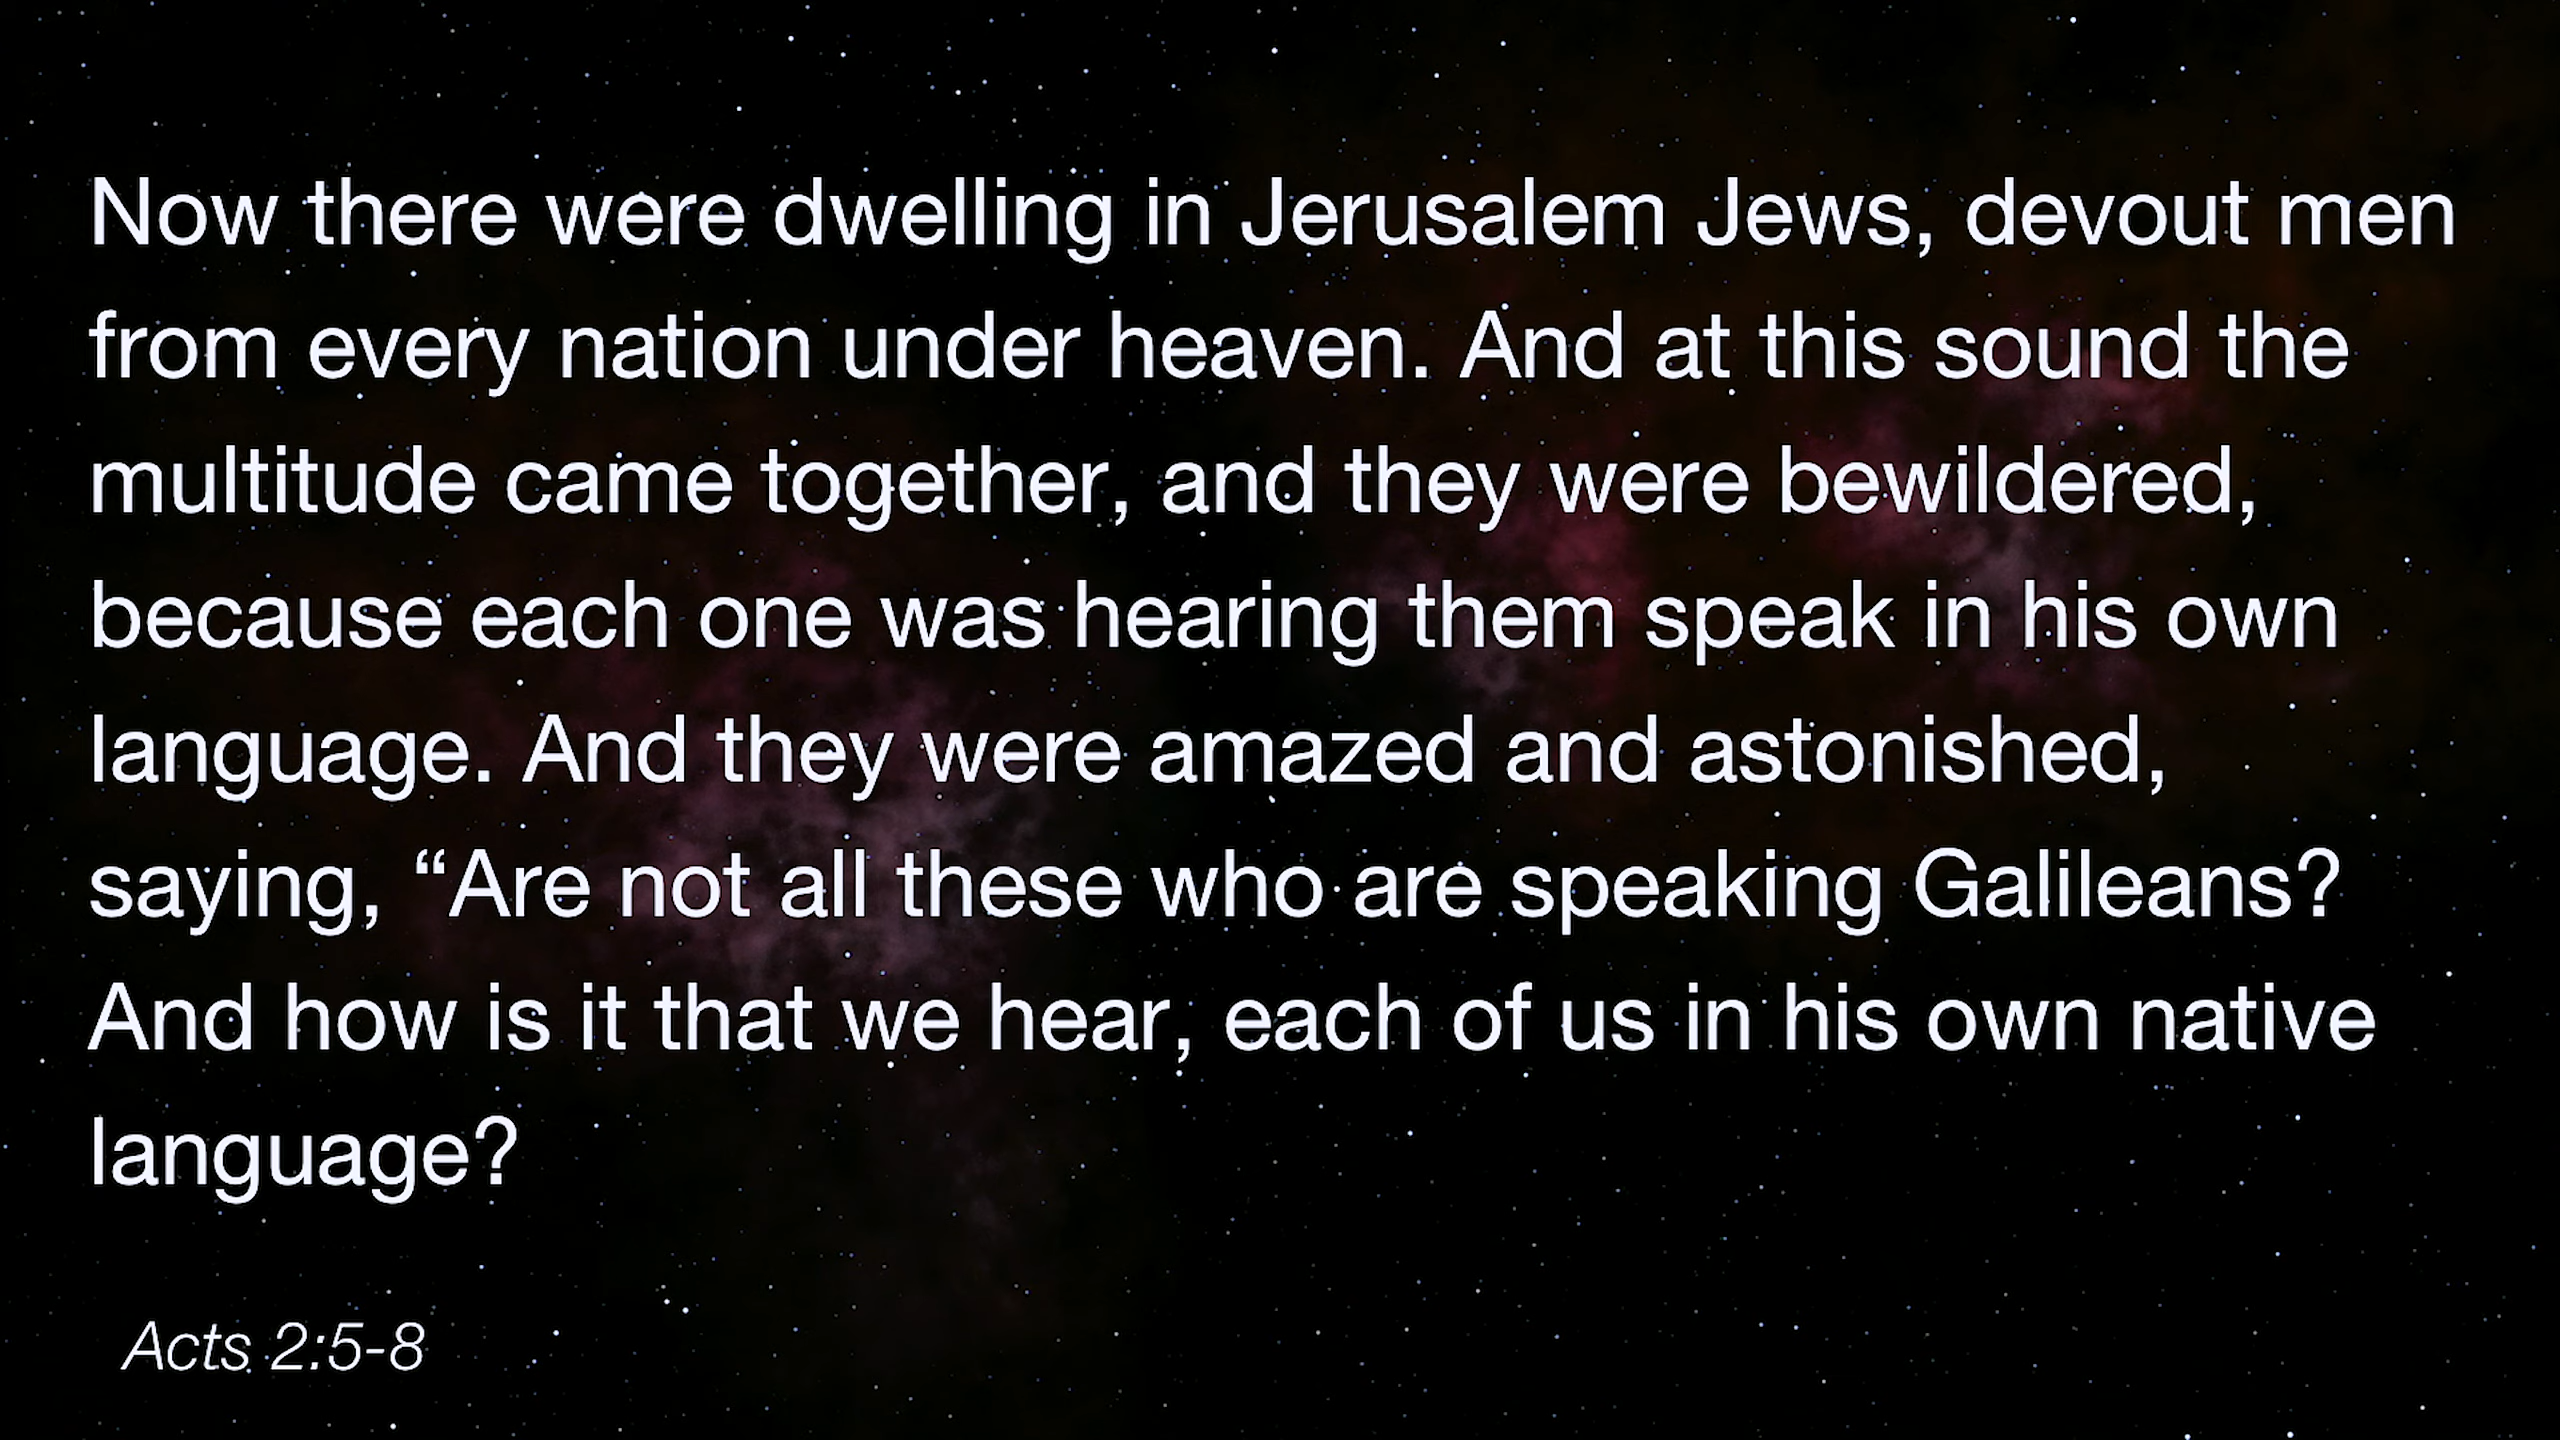 Now there were dwelling in Jerusalem Jews, devout men
from every nation under heaven. And at this sound the
multitude came together, and they were bewildered,
because each one was hearing them speak in his own
language. And they were amazed and astonished,
saying, “Are not all these who are speaking Galileans?
And how is it that we hear, each of us in his own native
language?
Acts 2:5-8